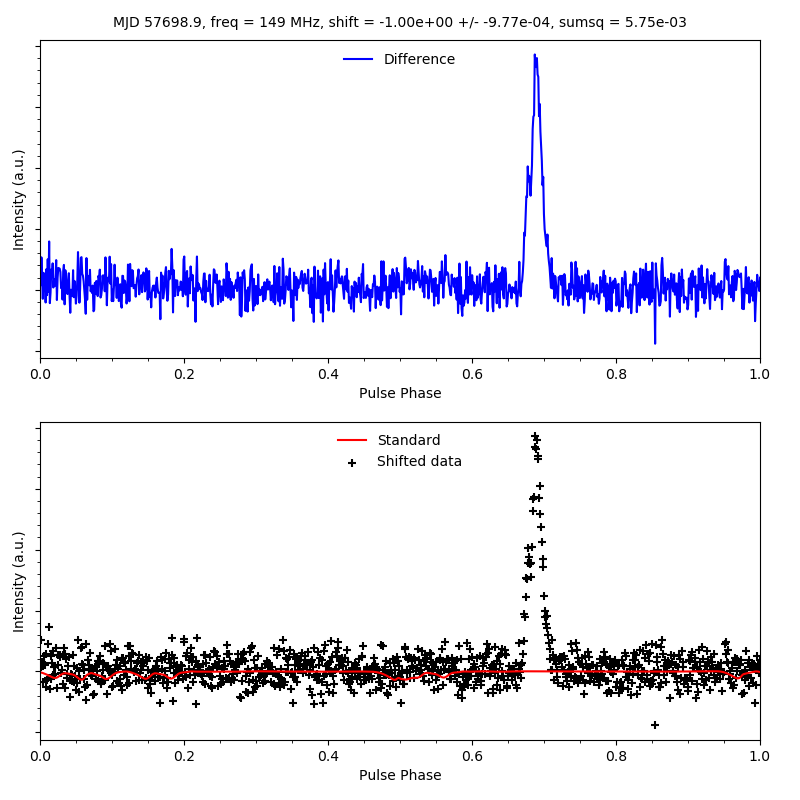 MJD 57698.9, freq = 149 MHz, shift = -1.00e+00 +/- -9.77e-04, sumsq = 5.75e-03
Difference
Intensity (a.u.)
0.0 0.2 0.4 0.6 0.8 1.0
Pulse Phase
Standard
Shifted data
Intensity (a.u.)
0.0 0.2 0.4 0.6 0.8 1.0
Pulse Phase